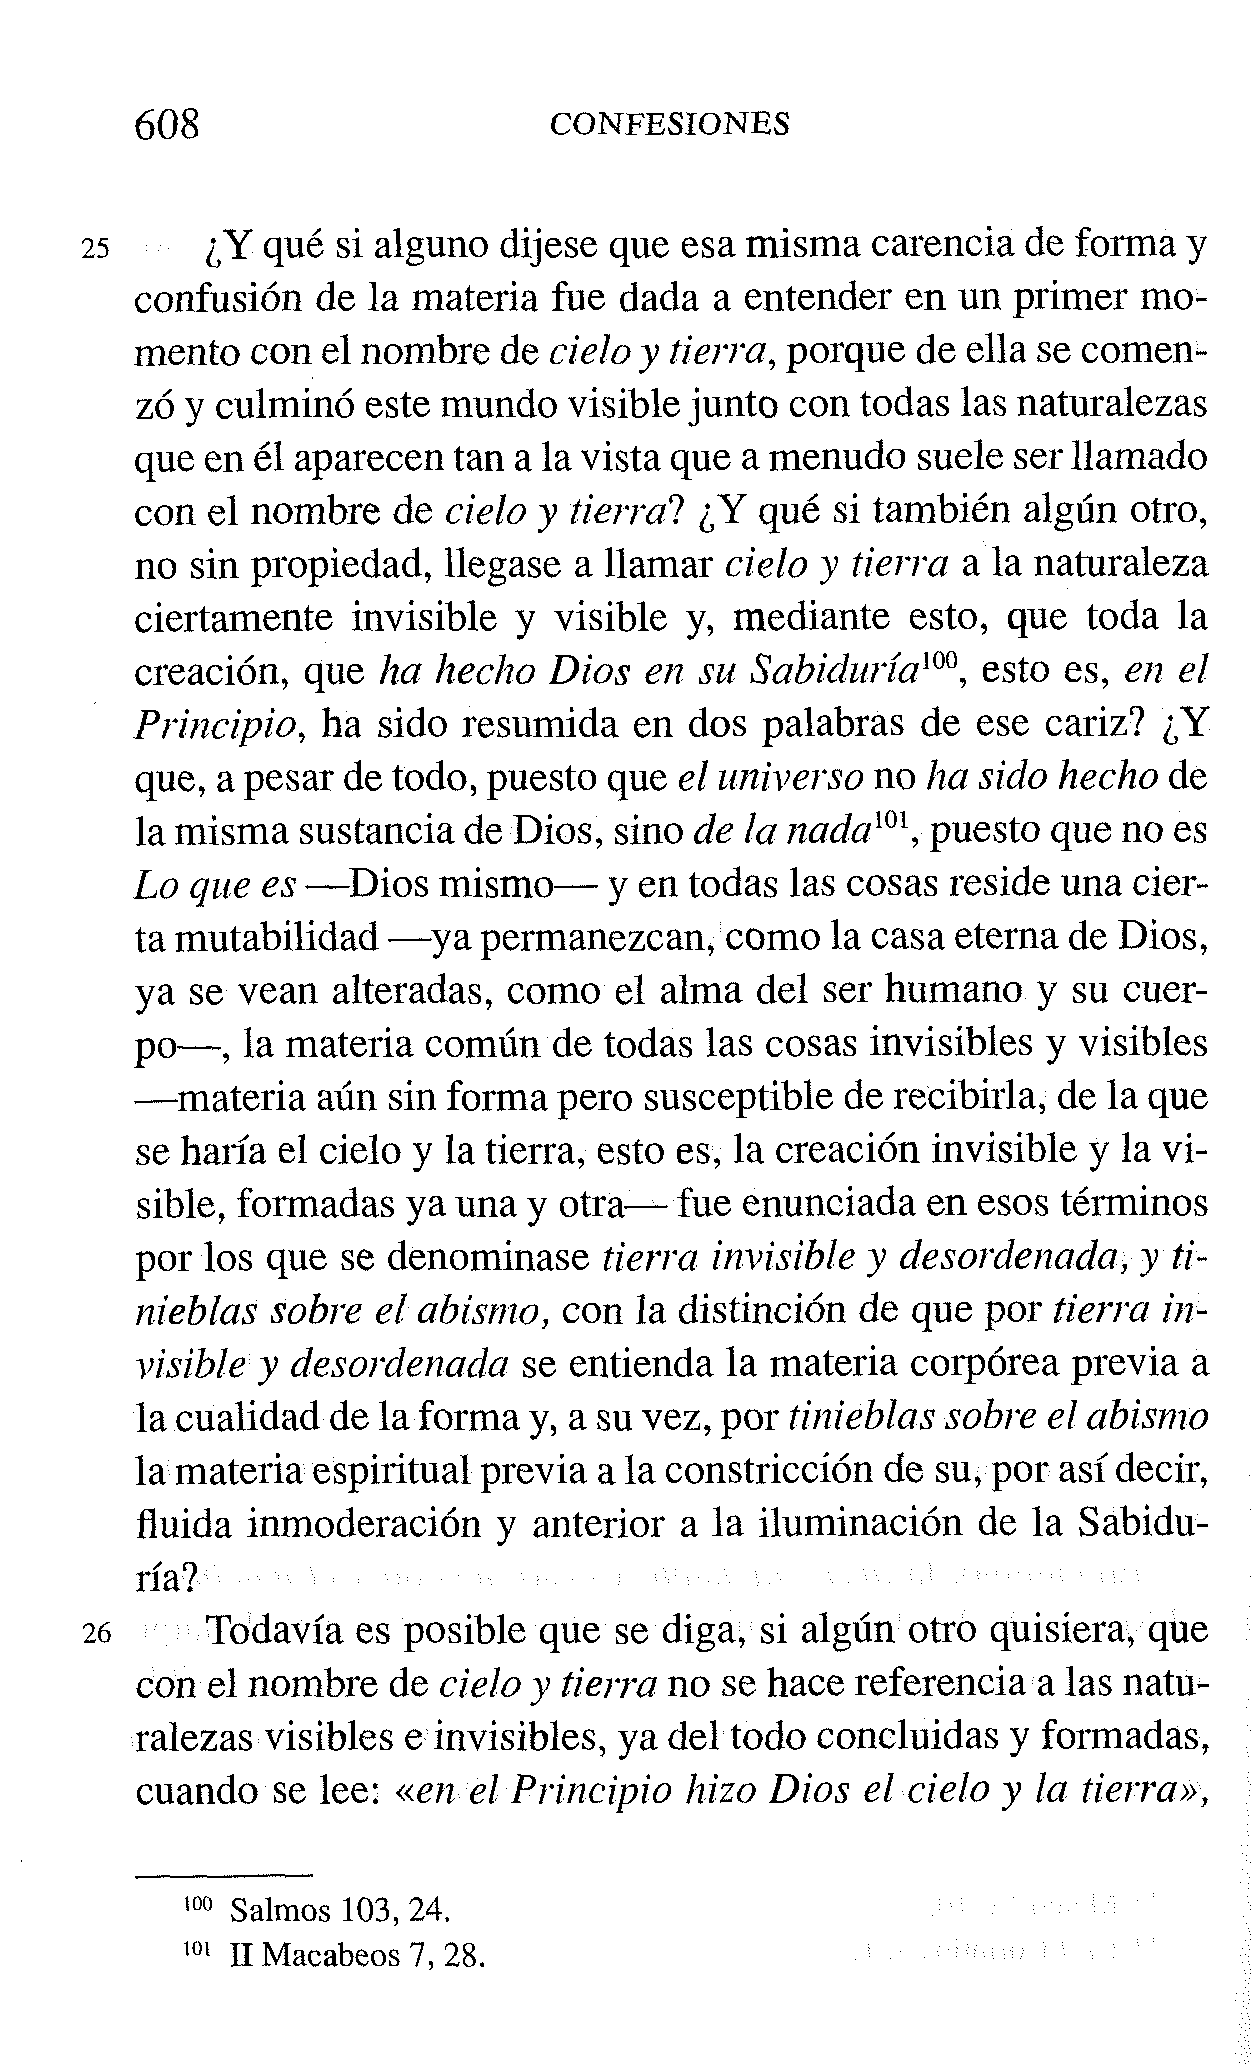 608 CONFESIONES
25 ¿Y qué si alguno dijese que esa misma carencia de forma y
confusión de la materia fue dada a entender en un primer mo-
mento con el nombre de cielo y tierra, porque de ella se comen-
zó y culminó este mundo visible junto con todas las naturalezas
que en él aparecen tan a la vista que a menudo suele ser llamado
con el nombre de cielo y tierra? ¿Y qué si también algún otro,
no sin propiedad, llegase a llamar cielo y tierra a la naturaleza
ciertamente invisible y visible y, mediante esto, que toda la
creación, que ha hecho Dios en su Sabiduría¹⁰⁰, esto es, en el
Principio, ha sido resumida en dos palabras de ese cariz? ¿Y
que, a pesar de todo, puesto que el universo no ha sido hecho de
la misma sustancia de Dios, sino de la nada¹⁰¹, puesto que no es
Lo que es —Dios mismo— y en todas las cosas reside una cier-
ta mutabilidad —ya permanezcan, como la casa eterna de Dios,
ya se vean alteradas, como el alma del ser humano y su cuer-
po—, la materia común de todas las cosas invisibles y visibles
—materia aún sin forma pero susceptible de recibirla, de la que
se haría el cielo y la tierra, esto es, la creación invisible y la vi-
sible, formadas ya una y otra— fue enunciada en esos términos
por los que se denominase tierra invisible y desordenada, y ti-
nieblas sobre el abismo, con la distinción de que por tierra in-
visible y desordenada se entienda la materia corpórea previa a
la cualidad de la forma y, a su vez, por tinieblas sobre el abismo
la materia espiritual previa a la constricción de su, por así decir,
fluida inmoderación y anterior a la iluminación de la Sabidu-
ría?
26 Todavía es posible que se diga, si algún otro quisiera, que
con el nombre de cielo y tierra no se hace referencia a las natu-
ralezas visibles e invisibles, ya del todo concluidas y formadas,
cuando se lee: «en el Principio hizo Dios el cielo y la tierra»,
¹⁰⁰ Salmos 103, 24.
¹⁰¹ II Macabeos 7, 28.